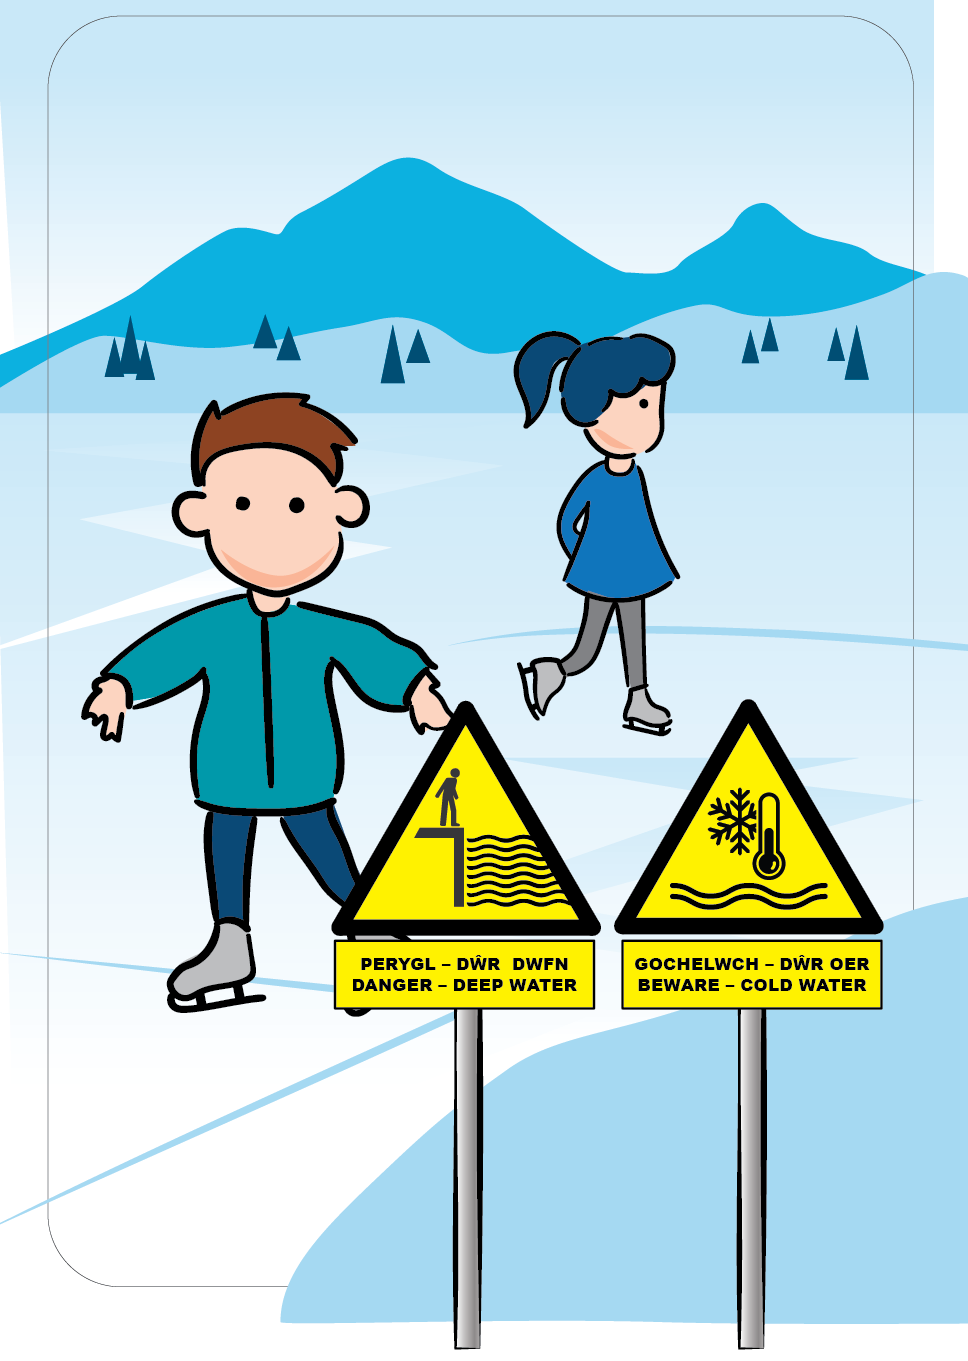 PERYGL – DŴR DWFN
DANGER – DEEP WATER
GOCHELWCH – DŴR OER
BEWARE – COLD WATER